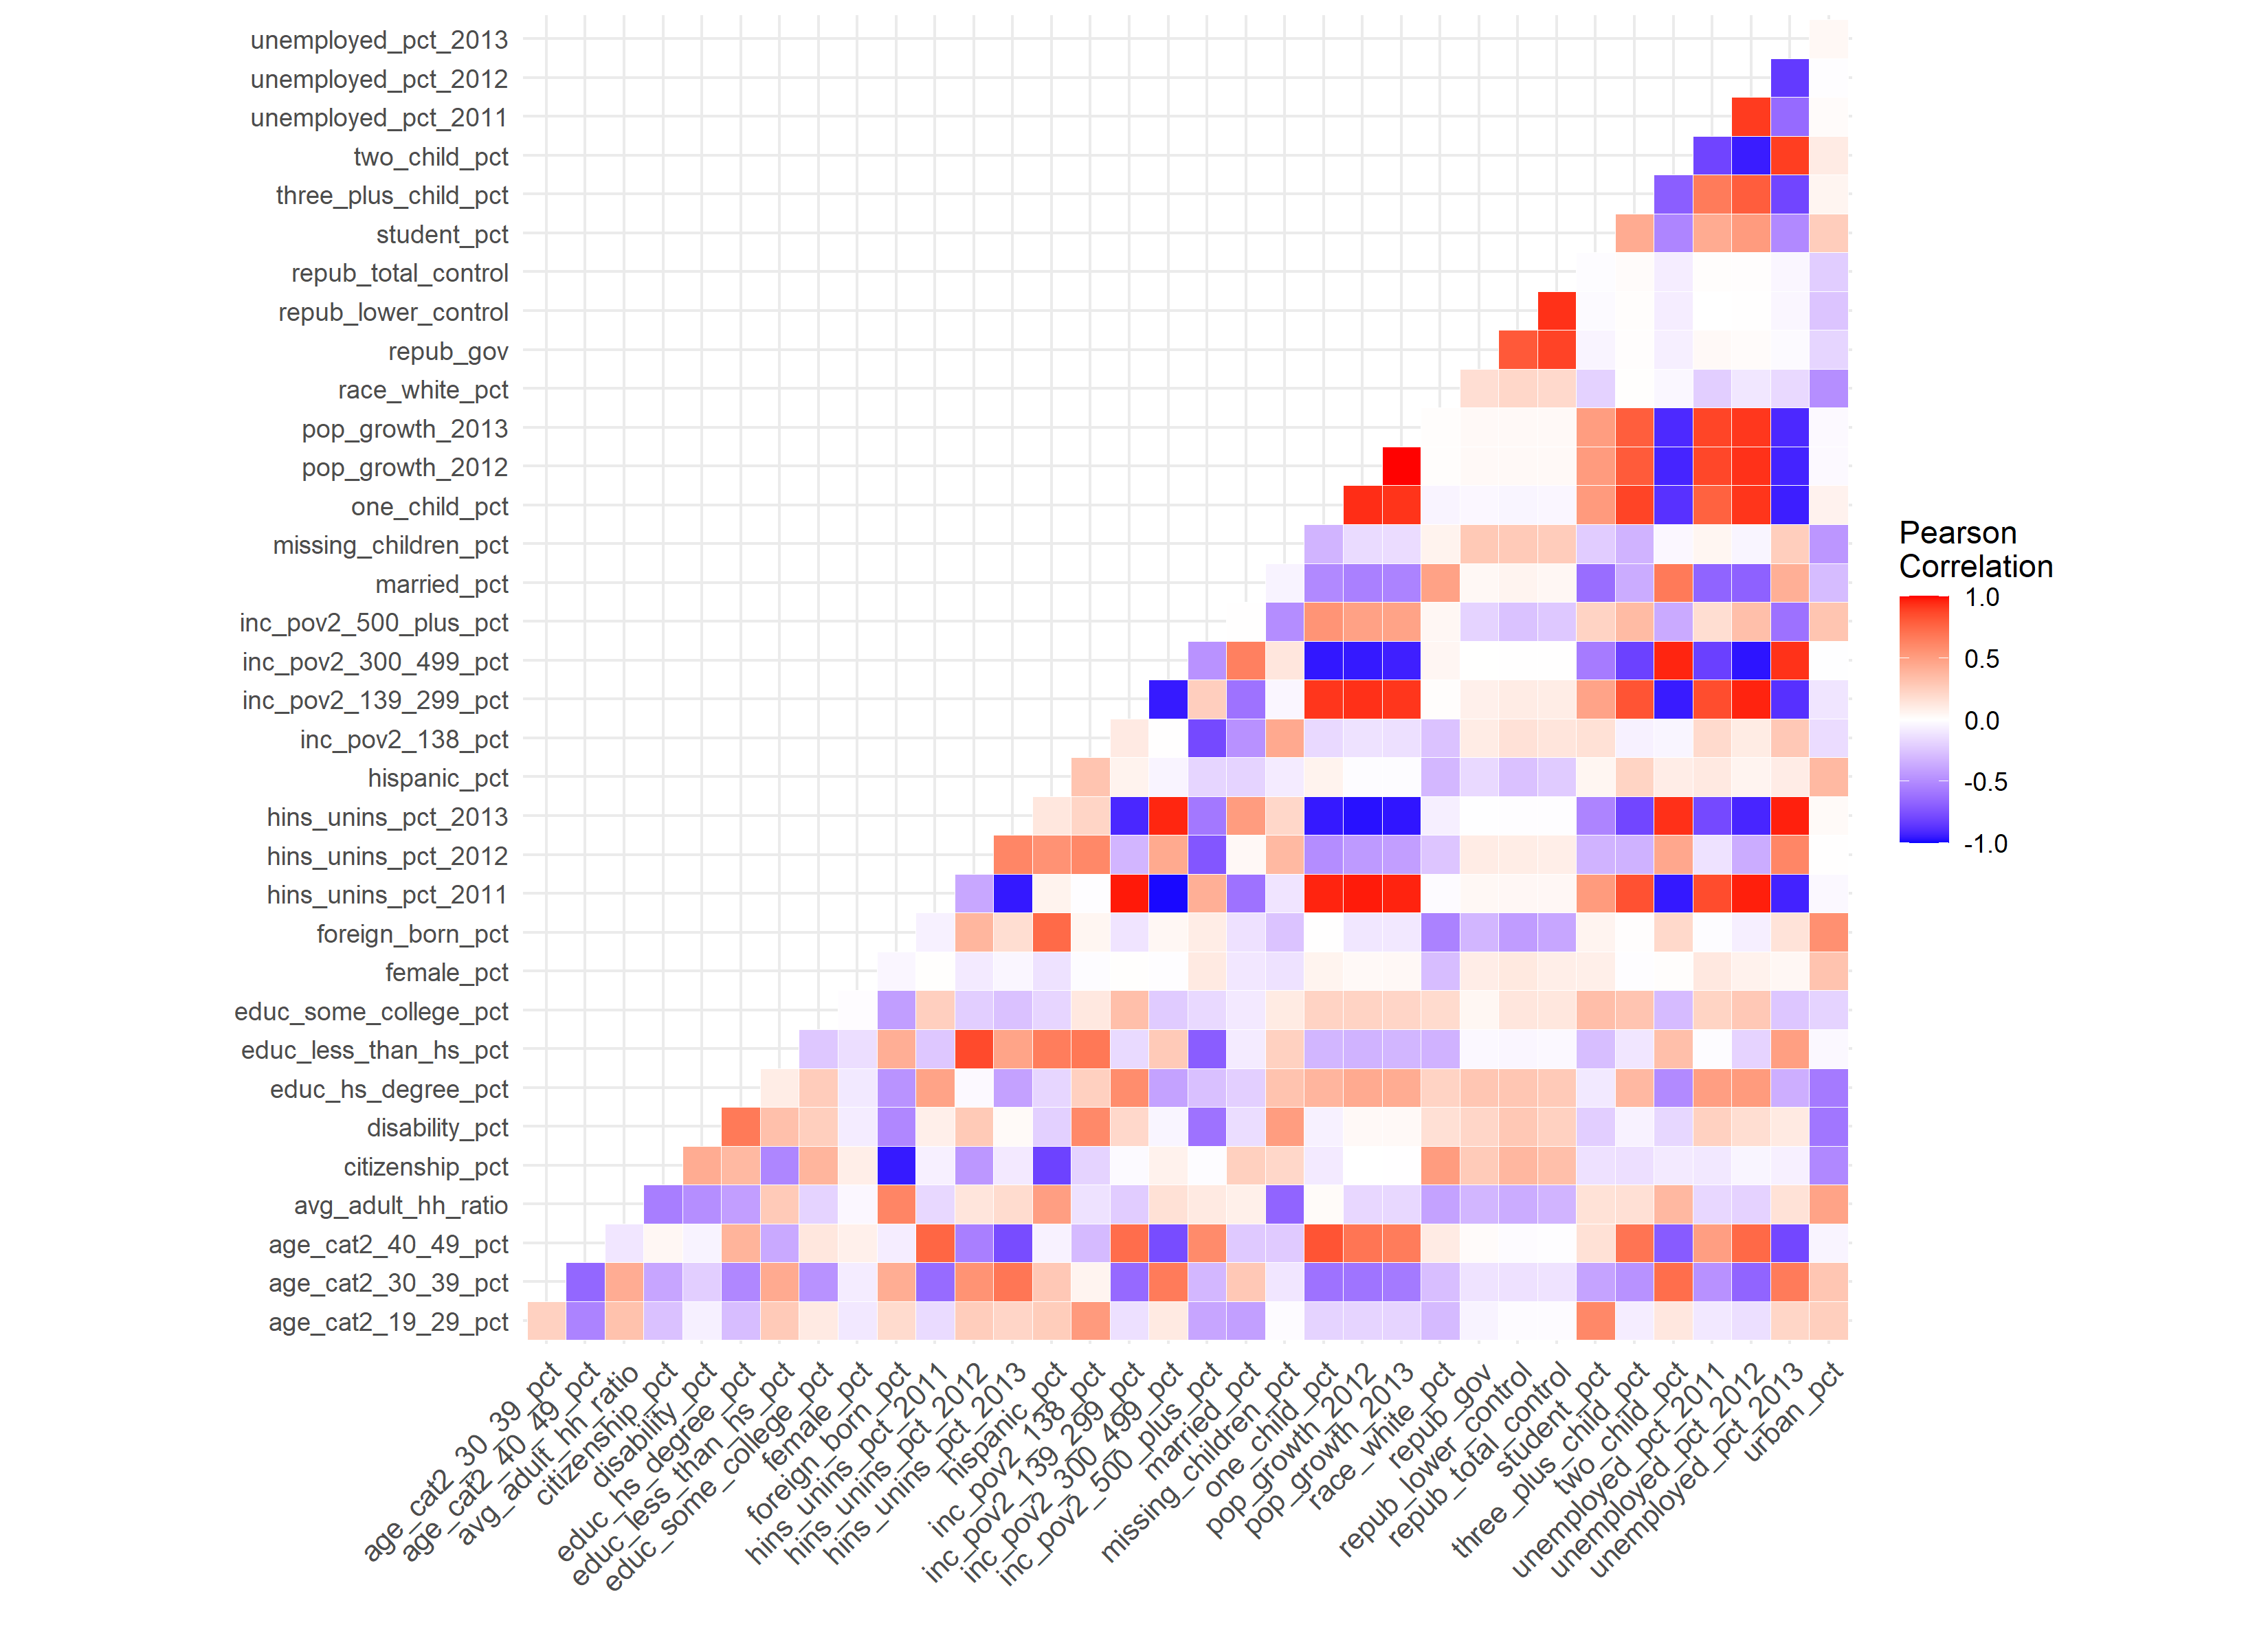 unemployed_pct_2013
unemployed_pct_2012
unemployed_pct_2011
two_child_pct
three_plus_child_pct
student_pct
repub_total_control
repub_lower_control
repub_gov
race_white_pct
pop_growth_2013
pop_growth_2012
one_child_pct
missing_children_pct
married_pct
inc_pov2_500_plus_pct
inc_pov2_300_499_pct
inc_pov2_139_299_pct
inc_pov2_138_pct
hispanic_pct
hins_unins_pct_2013
hins_unins_pct_2012
hins_unins_pct_2011
foreign_born_pct
female_pct
educ_some_college_pct
educ_less_than_hs_pct
educ_hs_degree_pct
disability_pct
citizenship_pct
avg_adult_hh_ratio
age_cat2_40_49_pct
age_cat2_30_39_pct
age_cat2_19_29_pct
age_cat2_30_39_pct
age_cat2_40_49_pct
avg_adult_hh_ratio
citizenship_pct
disability_pct
educ_hs_degree_pct
educ_less_than_hs_pct
educ_some_college_pct
female_pct
foreign_born_pct
hins_unins_pct_2011
hins_unins_pct_2012
hins_unins_pct_2013
hispanic_pct
inc_pov2_138_pct
inc_pov2_139_299_pct
inc_pov2_300_499_pct
inc_pov2_500_plus_pct
married_pct
missing_children_pct
one_child_pct
pop_growth_2012
pop_growth_2013
race_white_pct
repub_gov
repub_lower_control
repub_total_control
student_pct
three_plus_child_pct
two_child_pct
unemployed_pct_2011
unemployed_pct_2012
unemployed_pct_2013
urban_pct
Pearson
Correlation
1.0
0.5
0.0
-0.5
-1.0